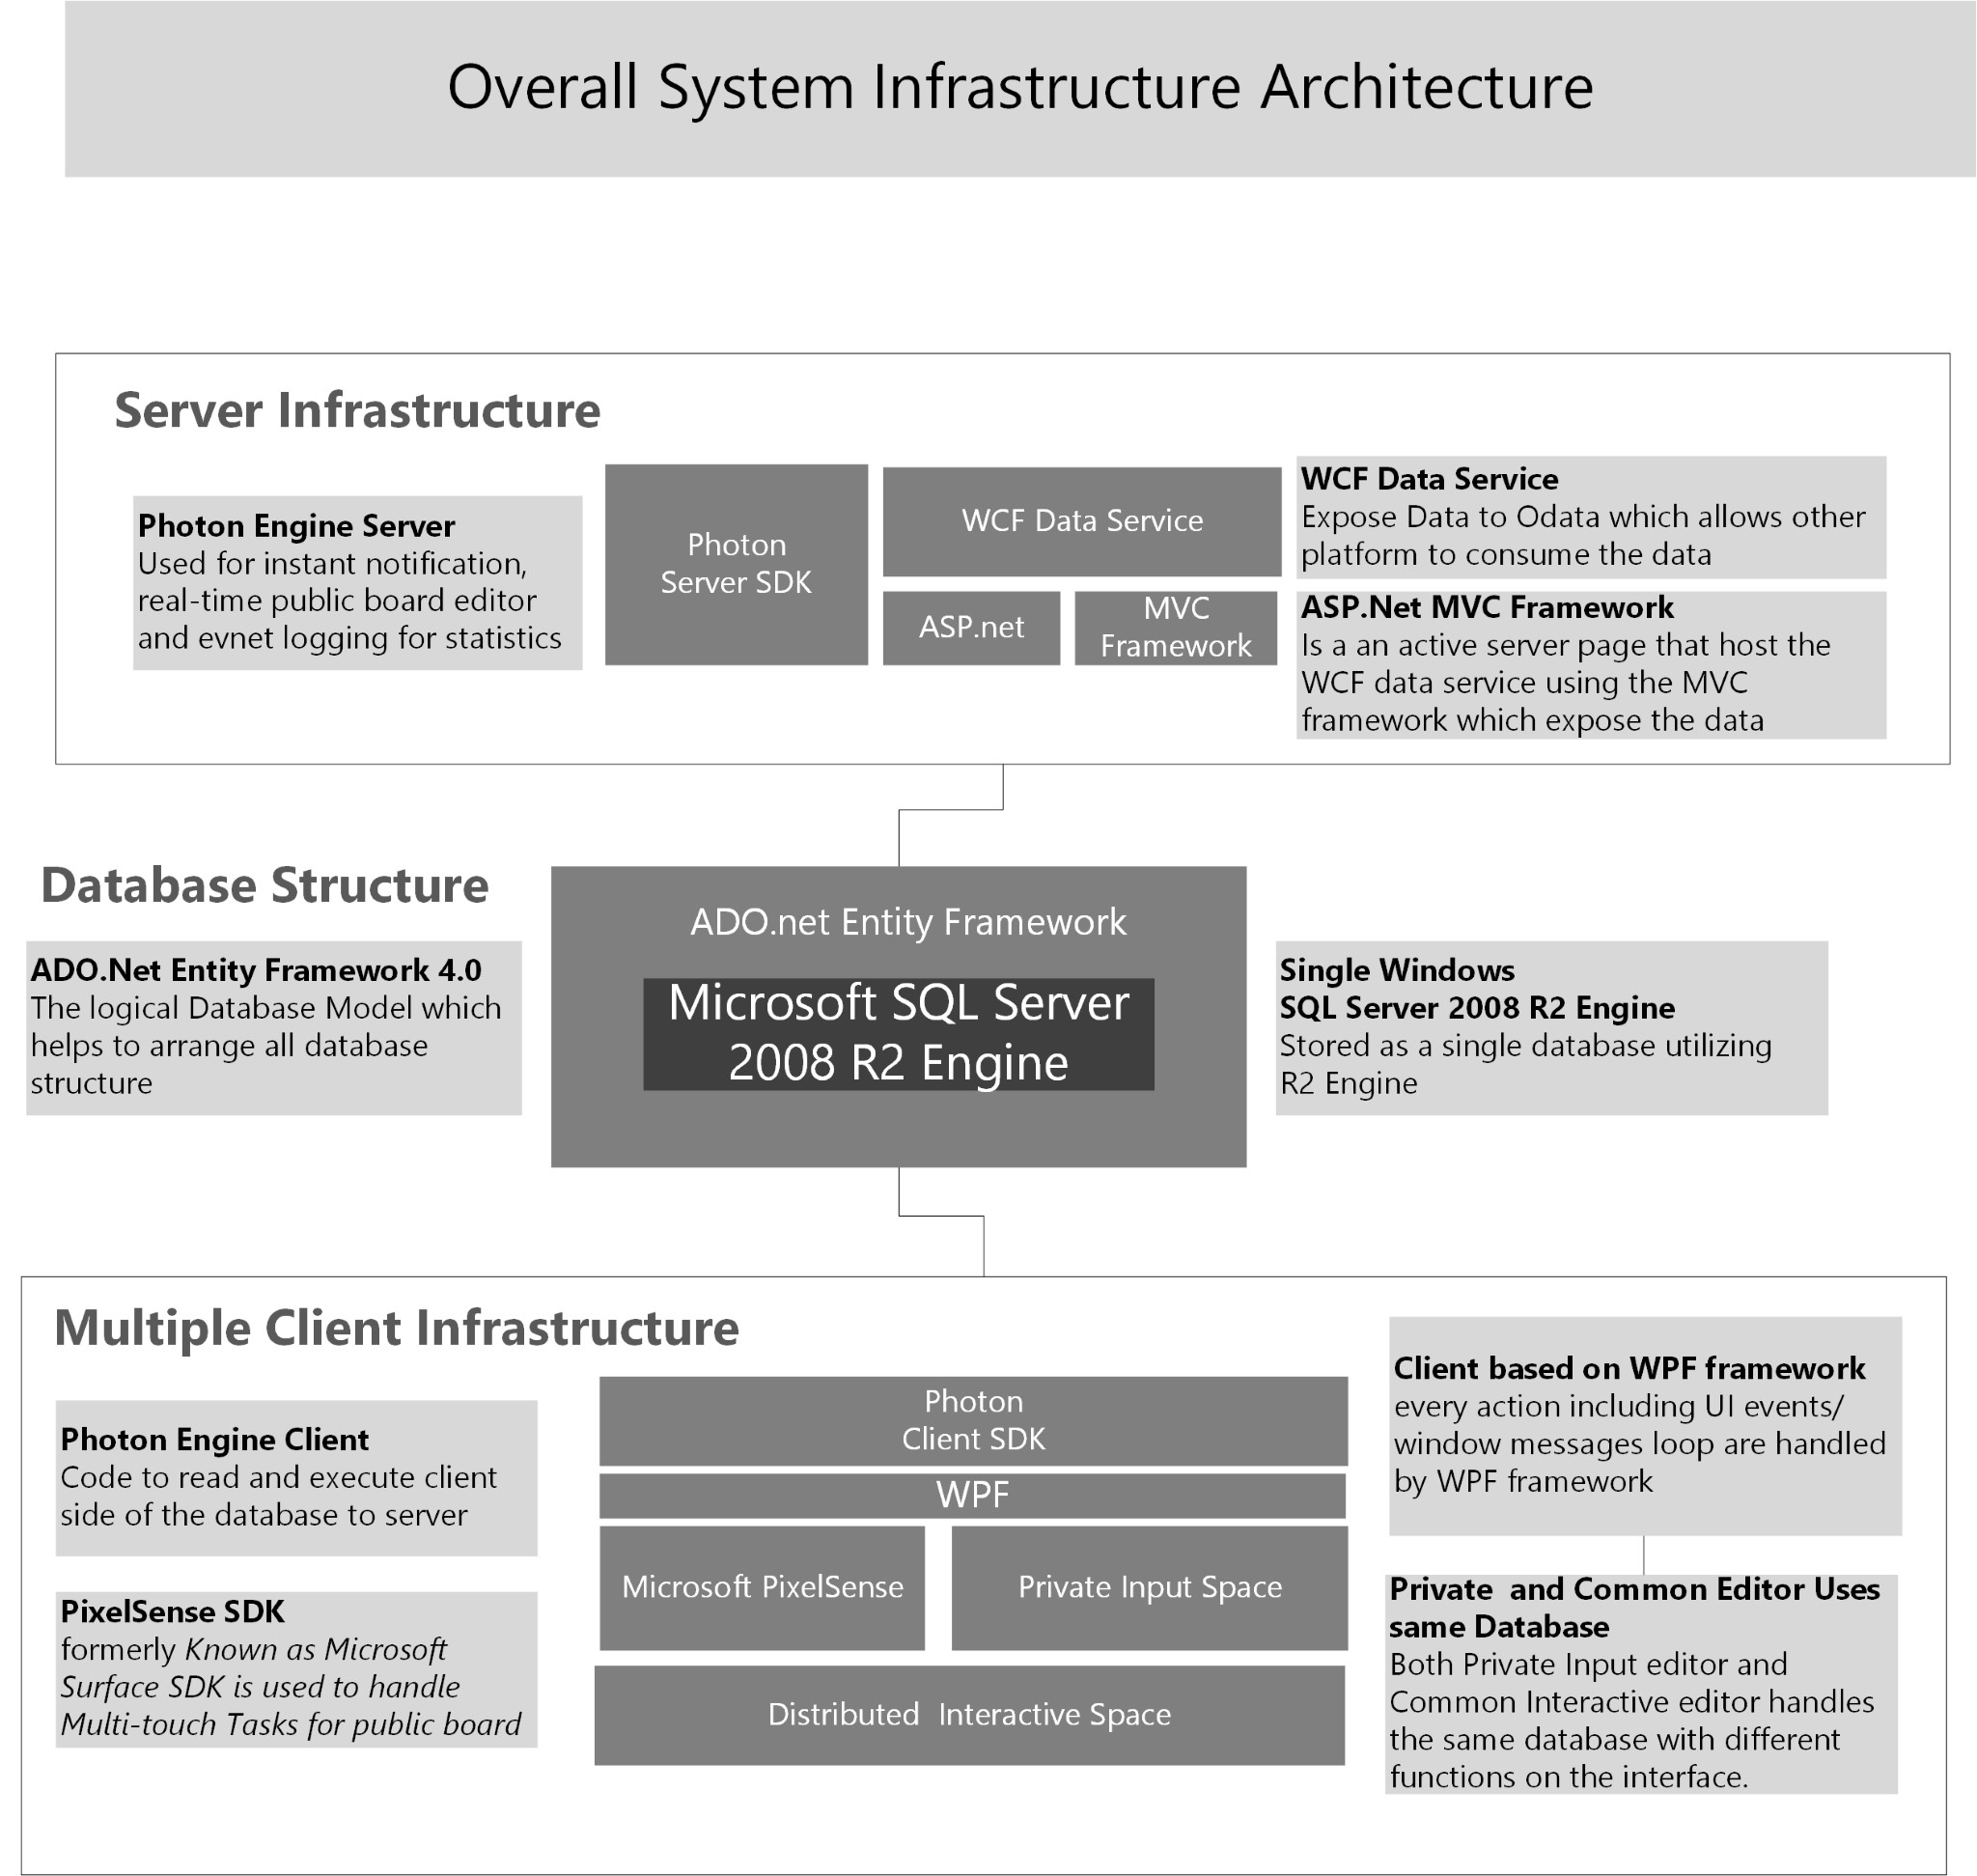 Overall System Infrastructure Architecture
Server Infrastructure
Photon Engine Server
Used for instant notification,
real-time public board editor
and evnet logging for statistics
Photon
Server SDK
WCF Data Service
ASP.net
MVC
Framework
WCF Data Service
Expose Data to Odata which allows other
platform to consume the data
ASP.Net MVC Framework
Is a an active server page that host the
WCF data service using the MVC
framework which expose the data
Database Structure
ADO.Net Entity Framework 4.0
The logical Database Model which
helps to arrange all database
structure
ADO.net Entity Framework
Microsoft SQL Server
2008 R2 Engine
Single Windows
SQL Server 2008 R2 Engine
Stored as a single database utilizing
R2 Engine
Multiple Client Infrastructure
Photon Engine Client
Code to read and execute client
side of the database to server
PixelSense SDK
formerly Known as Microsoft
Surface SDK is used to handle
Multi-touch Tasks for public board
Photon
Client SDK
WPF
Microsoft PixelSense
Private Input Space
Distributed  Interactive Space
Client based on WPF framework
every action including UI events/
window messages loop are handled
by WPF framework
Private  and Common Editor Uses
same Database
Both Private Input editor and
Common Interactive editor handles
the same database with different
functions on the interface.